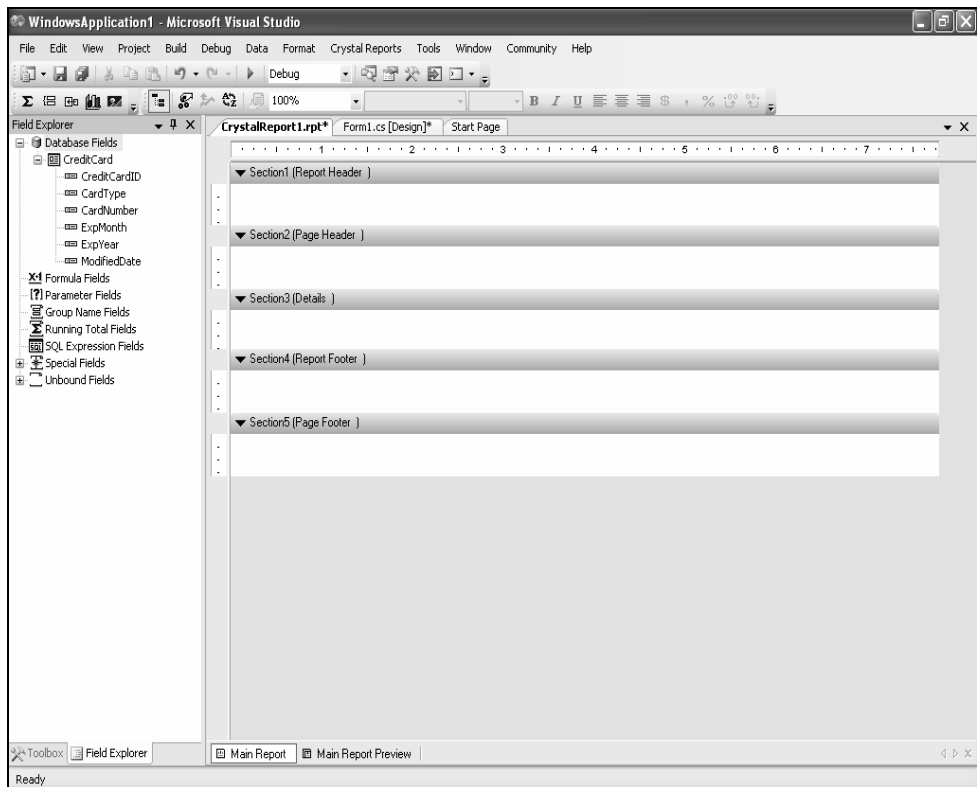 WindowsApplication1 - Microsoft Visual Studio
File Edit View Project Build Debug Data Format Crystal Reports Tools Window Community Help
Debug
100% B I U $ , %
Field Explorer
CrystalReport1.rpt* Form1.cs [Design]* Start Page
Database Fields
CreditCard
CreditCardID
CardType
CardNumber
ExpMonth
ExpYear
ModifiedDate
Formula Fields
Parameter Fields
Group Name Fields
Running Total Fields
SQL Expression Fields
Special Fields
Unbound Fields
1 2 3 4 5 6 7
Section1 (Report Header )
Section2 (Page Header )
Section3 (Details )
Section4 (Report Footer )
Section5 (Page Footer )
Toolbox Field Explorer
Main Report Main Report Preview
Ready